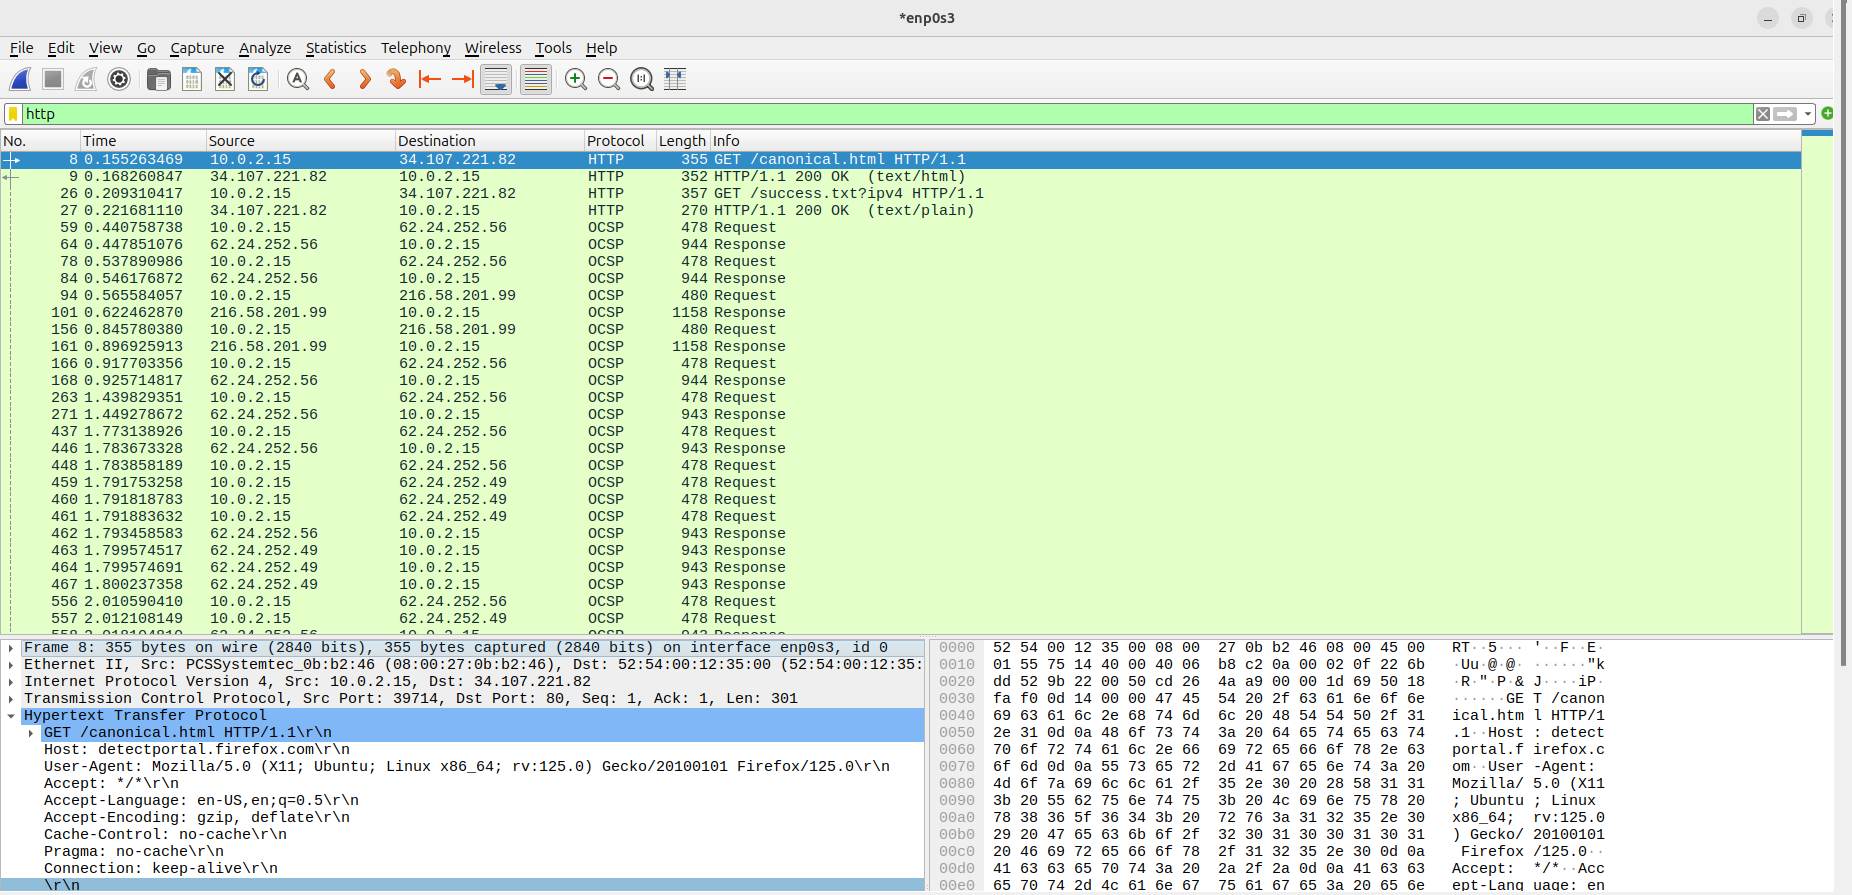 *enp0s3
File Edit View Go Capture Analyze Statistics Telephony Wireless Tools Help
http
No. Time Source Destination Protocol Length Info
8 0.155263469 10.0.2.15 34.107.221.82 HTTP 355 GET /canonical.html HTTP/1.1
9 0.168260847 34.107.221.82 10.0.2.15 HTTP 352 HTTP/1.1 200 OK (text/html)
26 0.209310417 10.0.2.15 34.107.221.82 HTTP 357 GET /success.txt?ipv4 HTTP/1.1
27 0.221681110 34.107.221.82 10.0.2.15 HTTP 270 HTTP/1.1 200 OK (text/plain)
59 0.440758738 10.0.2.15 62.24.252.56 OCSP 478 Request
64 0.447851076 62.24.252.56 10.0.2.15 OCSP 944 Response
78 0.537890986 10.0.2.15 62.24.252.56 OCSP 478 Request
84 0.546176872 62.24.252.56 10.0.2.15 OCSP 944 Response
94 0.565584057 10.0.2.15 216.58.201.99 OCSP 480 Request
101 0.622462870 216.58.201.99 10.0.2.15 OCSP 1158 Response
156 0.845780380 10.0.2.15 216.58.201.99 OCSP 480 Request
161 0.896925913 216.58.201.99 10.0.2.15 OCSP 1158 Response
166 0.917703356 10.0.2.15 62.24.252.56 OCSP 478 Request
168 0.925714817 62.24.252.56 10.0.2.15 OCSP 944 Response
263 1.439829351 10.0.2.15 62.24.252.56 OCSP 478 Request
271 1.449278672 62.24.252.56 10.0.2.15 OCSP 943 Response
437 1.773138926 10.0.2.15 62.24.252.56 OCSP 478 Request
446 1.783673328 62.24.252.56 10.0.2.15 OCSP 943 Response
448 1.783858189 10.0.2.15 62.24.252.56 OCSP 478 Request
459 1.791753258 10.0.2.15 62.24.252.49 OCSP 478 Request
460 1.791818783 10.0.2.15 62.24.252.49 OCSP 478 Request
461 1.791883632 10.0.2.15 62.24.252.49 OCSP 478 Request
462 1.793458583 62.24.252.56 10.0.2.15 OCSP 943 Response
463 1.799574517 62.24.252.49 10.0.2.15 OCSP 943 Response
464 1.799574691 62.24.252.49 10.0.2.15 OCSP 943 Response
467 1.800237358 62.24.252.49 10.0.2.15 OCSP 943 Response
556 2.010590410 10.0.2.15 62.24.252.56 OCSP 478 Request
557 2.012108149 10.0.2.15 62.24.252.49 OCSP 478 Request
Frame 8: 355 bytes on wire (2840 bits), 355 bytes captured (2840 bits) on interface enp0s3, id 0
Ethernet II, Src: PCSSystemtec_0b:b2:46 (08:00:27:0b:b2:46), Dst: 52:54:00:12:35:00 (52:54:00:12:35:
Internet Protocol Version 4, Src: 10.0.2.15, Dst: 34.107.221.82
Transmission Control Protocol, Src Port: 39714, Dst Port: 80, Seq: 1, Ack: 1, Len: 301
Hypertext Transfer Protocol
GET /canonical.html HTTP/1.1\r\n
Host: detectportal.firefox.com\r\n
User-Agent: Mozilla/5.0 (X11; Ubuntu; Linux x86_64; rv:125.0) Gecko/20100101 Firefox/125.0\r\n
Accept: */*\r\n
Accept-Language: en-US,en;q=0.5\r\n
Accept-Encoding: gzip, deflate\r\n
Cache-Control: no-cache\r\n
Pragma: no-cache\r\n
Connection: keep-alive\r\n
\r\n
0000 52 54 00 12 35 00 08 00 27 0b b2 46 08 00 45 00 RT··5··· '··F··E·
0010 01 55 75 14 40 00 40 06 b8 c2 0a 00 02 0f 22 6b ·Uu·@·@· ······"k
0020 dd 52 9b 22 00 50 cd 26 4a a9 00 00 1d 69 50 18 ·R·"·P·& J····iP·
0030 fa f0 0d 14 00 00 47 45 54 20 2f 63 61 6e 6f 6e ······GE T /canon
0040 69 63 61 6c 2e 68 74 6d 6c 20 48 54 54 50 2f 31 ical.htm l HTTP/1
0050 2e 31 0d 0a 48 6f 73 74 3a 20 64 65 74 65 63 74 .1··Host : detect
0060 70 6f 72 74 61 6c 2e 66 69 72 65 66 6f 78 2e 63 portal.f irefox.c
0070 6f 6d 0d 0a 55 73 65 72 2d 41 67 65 6e 74 3a 20 om··User -Agent:
0080 4d 6f 7a 69 6c 6c 61 2f 35 2e 30 20 28 58 31 31 Mozilla/ 5.0 (X11
0090 3b 20 55 62 75 6e 74 75 3b 20 4c 69 6e 75 78 20 ; Ubuntu ; Linux
00a0 78 38 36 5f 36 34 3b 20 72 76 3a 31 32 35 2e 30 x86_64; rv:125.0
00b0 29 20 47 65 63 6b 6f 2f 32 30 31 30 30 31 30 31 ) Gecko/ 20100101
00c0 20 46 69 72 65 66 6f 78 2f 31 32 35 2e 30 0d 0a Firefox /125.0··
00d0 41 63 63 65 70 74 3a 20 2a 2f 2a 0d 0a 41 63 63 Accept: */*··Acc
00e0 65 70 74 2d 4c 61 6e 67 75 61 67 65 3a 20 65 6e ept-Lang uage: en